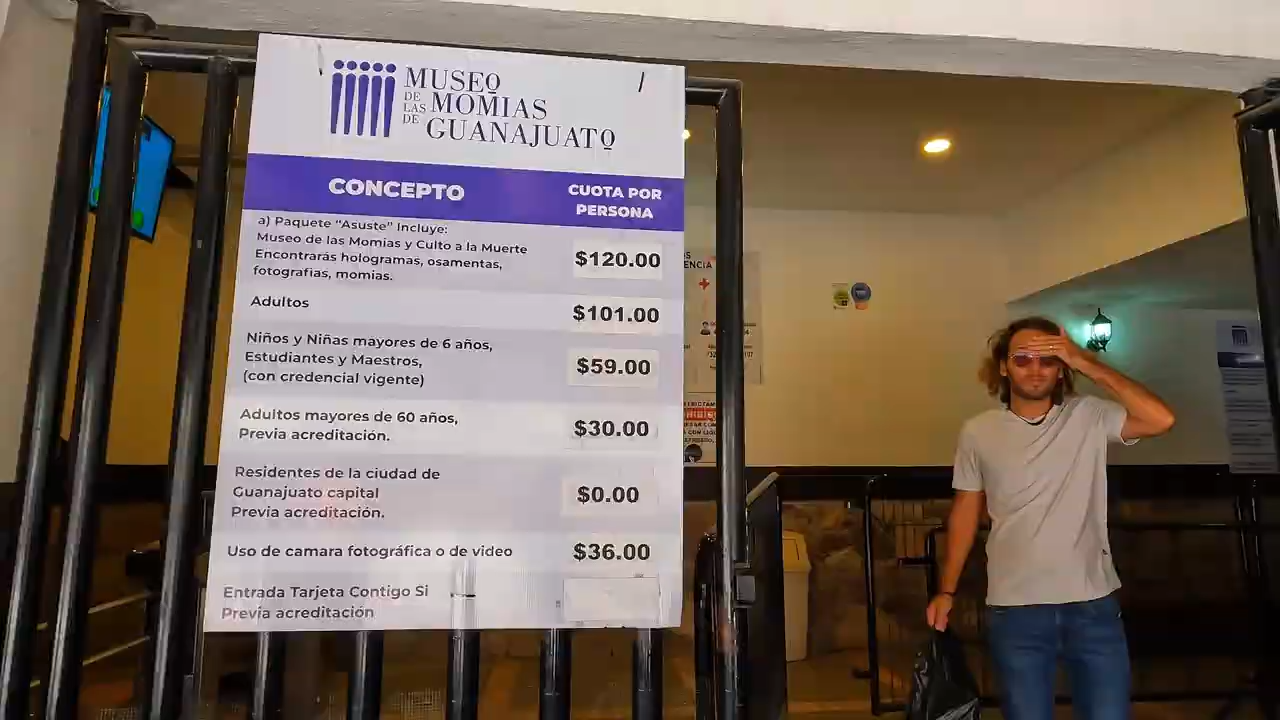 MUSEO
DE LAS MOMIAS
DE GUANAJUATO
CONCEPTO
CUOTA POR
PERSONA
a) Paquete “Asuste” Incluye:
Museo de las Momias y Culto a la Muerte
Encontrarás hologramas, osamentas,
fotografías, momias.
$120.00
Adultos
$101.00
Niños y Niñas mayores de 6 años,
Estudiantes y Maestros,
(con credencial vigente)
$59.00
Adultos mayores de 60 años,
Previa acreditación.
$30.00
Residentes de la ciudad de
Guanajuato capital
Previa acreditación.
$0.00
Uso de camara fotográfica o de video
$36.00
Entrada Tarjeta Contigo Si
Previa acreditación